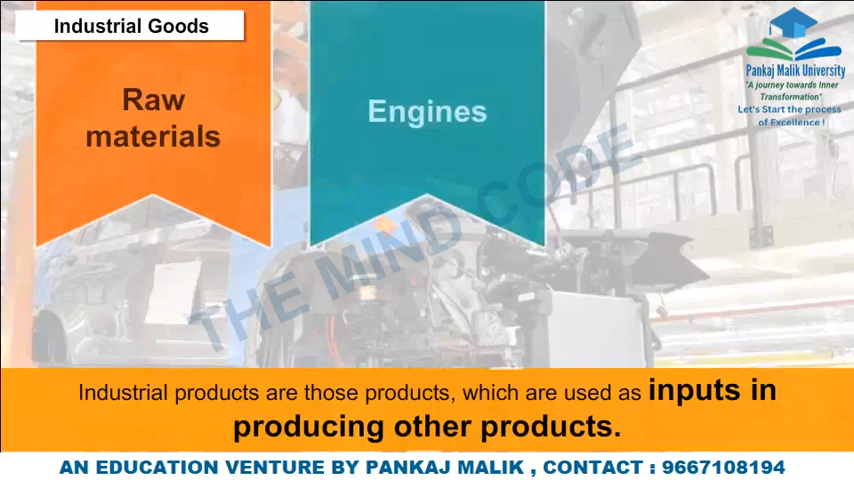 Industrial Goods
Raw
materials
Engines
Pankaj Malik University
"A journey towards Inner
Transformation"
Let's Start the process
of Excellence !
THE MIND CODE
Industrial products are those products, which are used as inputs in
producing other products.
AN EDUCATION VENTURE BY PANKAJ MALIK , CONTACT : 9667108194